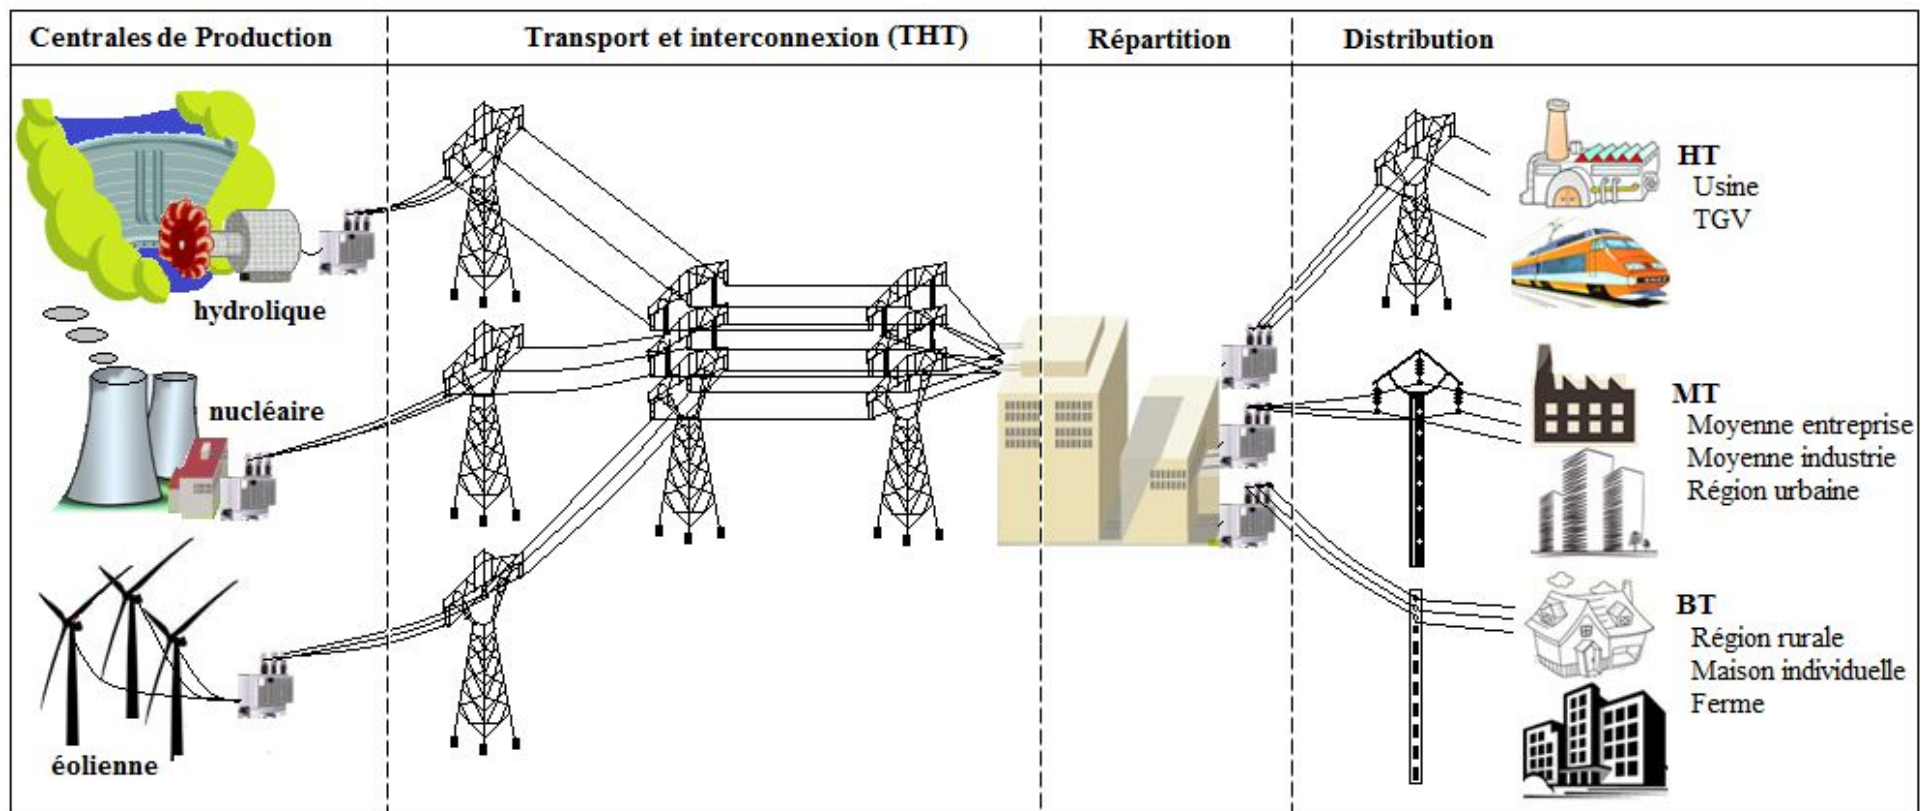 Centrales de Production
Transport et interconnexion (THT)
Répartition
Distribution
hydrolique
nucléaire
éolienne
HT
Usine
TGV
MT
Moyenne entreprise
Moyenne industrie
Région urbaine
BT
Région rurale
Maison individuelle
Ferme